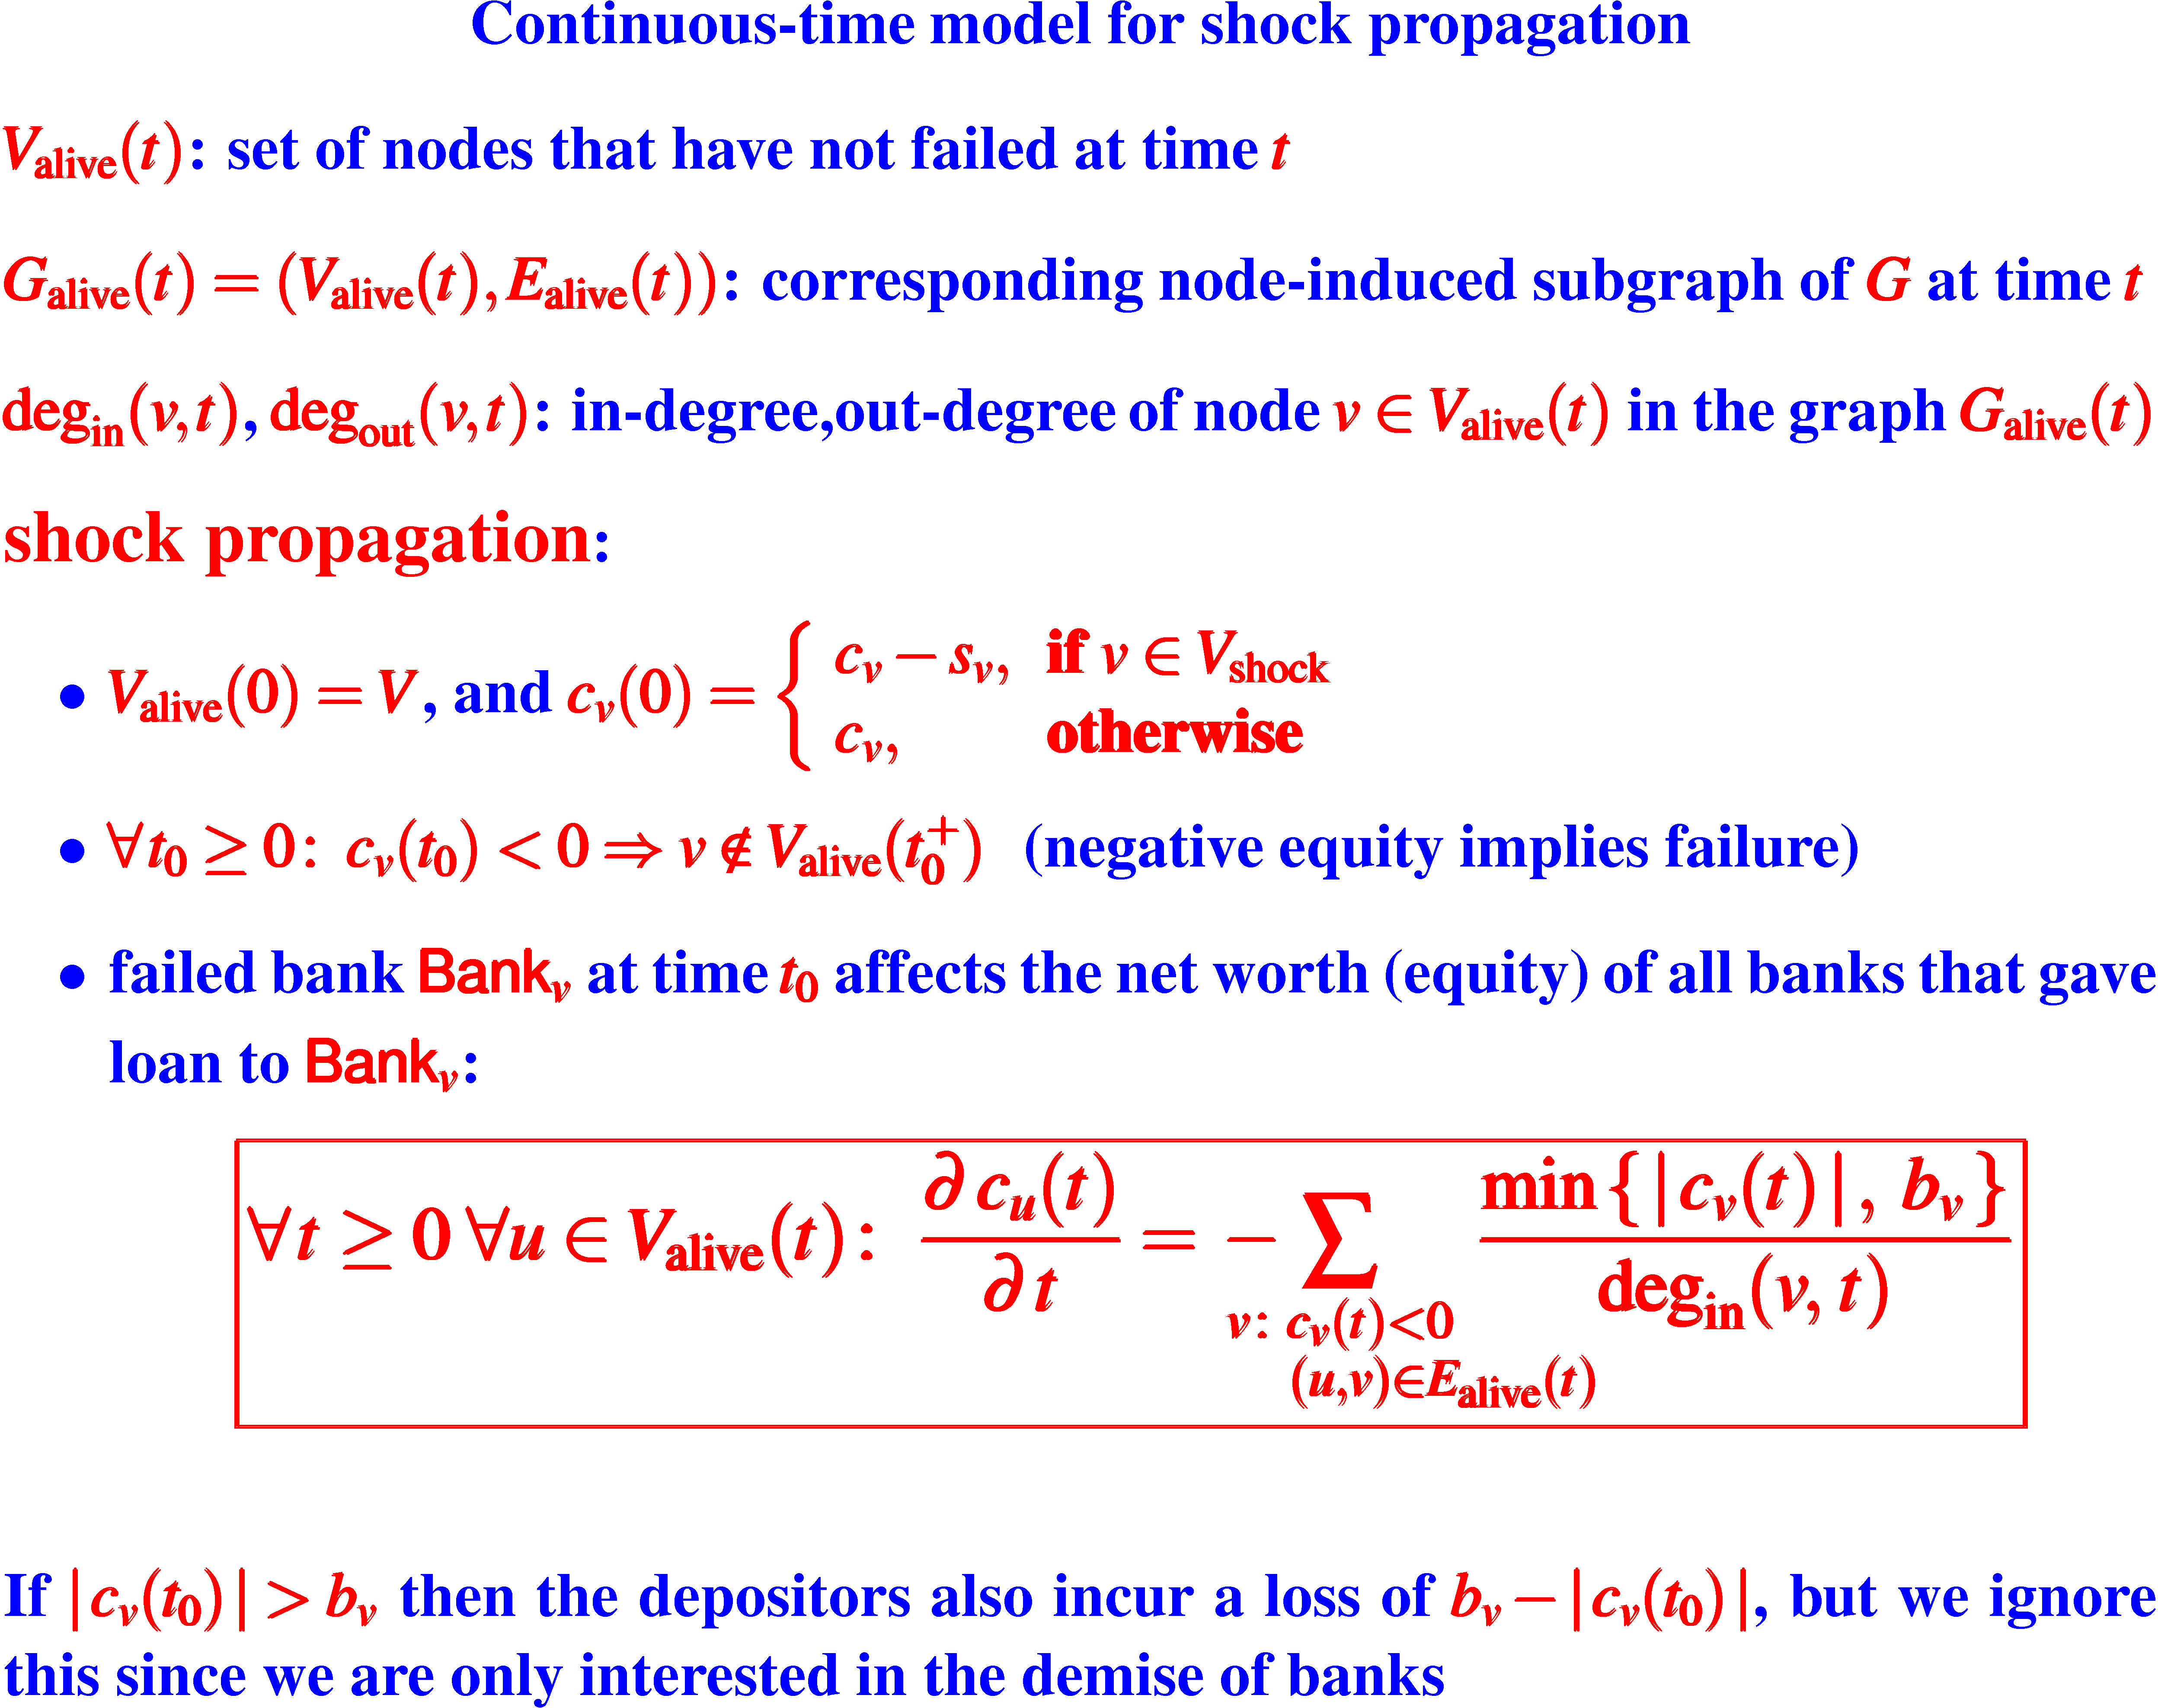 Continuous-time model for shock propagation
V_alive(t): set of nodes that have not failed at time t
G_alive(t) = (V_alive(t), E_alive(t)): corresponding node-induced subgraph of G at time t
deg_in(v,t), deg_out(v,t): in-degree,out-degree of node v ∈ V_alive(t) in the graph G_alive(t)
shock propagation:
• V_alive(0) = V, and c_v(0) = { c_v − s_v, if v ∈ V_shock
c_v, otherwise
• ∀ t_0 ≥ 0: c_v(t_0) < 0 ⇒ v ∉ V_alive(t_0^+) (negative equity implies failure)
• failed bank Bank_v at time t_0 affects the net worth (equity) of all banks that gave
loan to Bank_v:
∀ t ≥ 0 ∀ u ∈ V_alive(t): ∂ c_u(t) / ∂ t = − ∑_{v: c_v(t)<0, (u,v)∈E_alive(t)} min{ |c_v(t)|, b_v } / deg_in(v, t)
If |c_v(t_0)| > b_v then the depositors also incur a loss of b_v − |c_v(t_0)|, but we ignore
this since we are only interested in the demise of banks